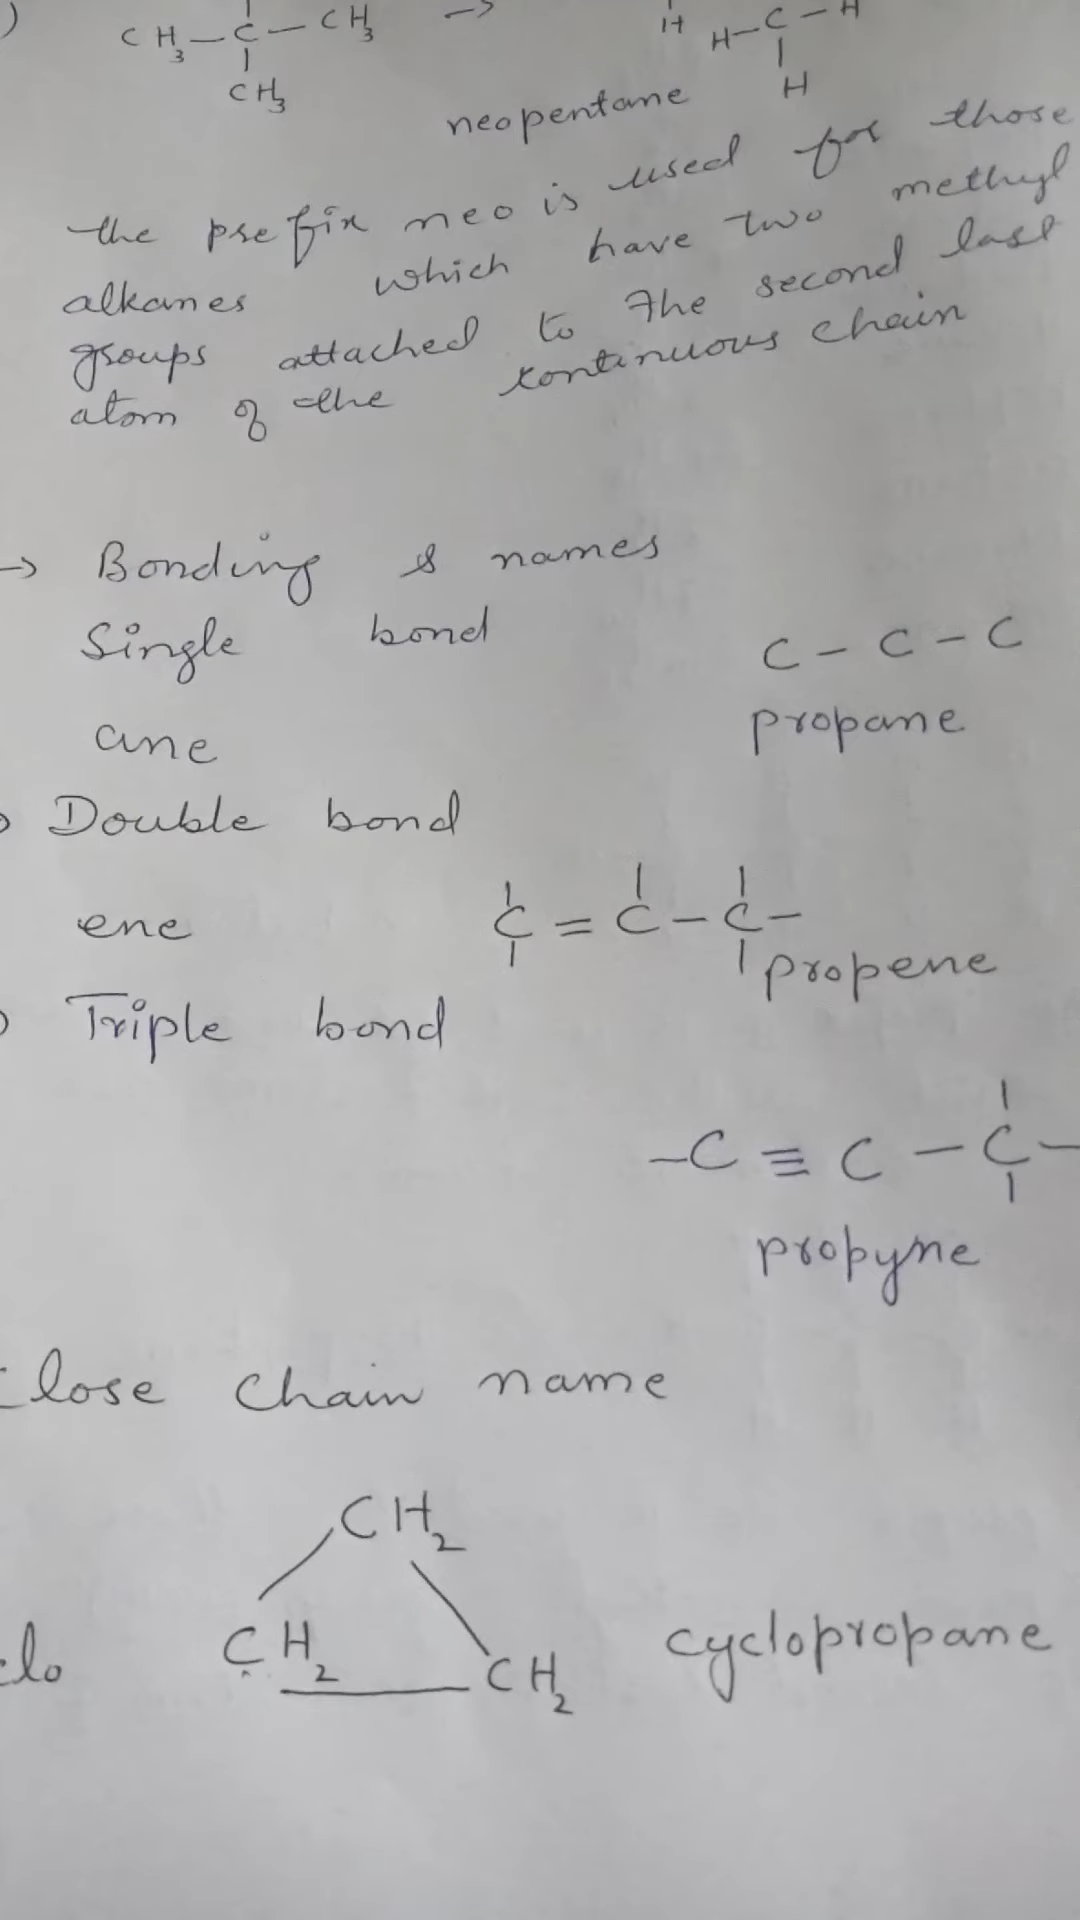 )
CH3 — C — CH3 →
CH3
H
H — C — H
H
neopentane
the prefix neo is used for those
alkanes which have two methyl
groups attached to the second last
atom of the continuous chain
→ Bonding & names
Single bond
C - C - C
ane
propane
Double bond
ene
C = C - C -
propene
Triple bond
- C ≡ C - C -
propyne
Close chain name
CH2
CH2
CH2
clo
cyclopropane